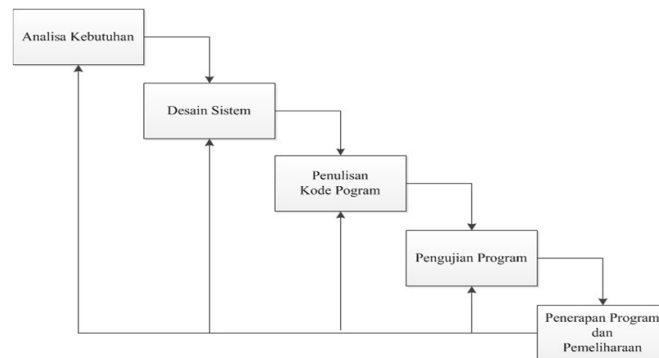 Analisa Kebutuhan
Desain Sistem
Penulisan
Kode Pogram
Pengujian Program
Penerapan Program
dan
Pemeliharaan